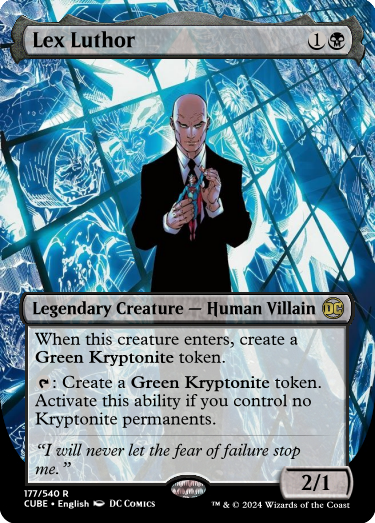 Lex Luthor 1
Legendary Creature — Human Villain DC
When this creature enters, create a
Green Kryptonite token.
: Create a Green Kryptonite token.
Activate this ability if you control no
Kryptonite permanents.
“I will never let the fear of failure stop
me.”
2/1
177/540 R
CUBE • English DC COMICS ™ & © 2024 Wizards of the Coast